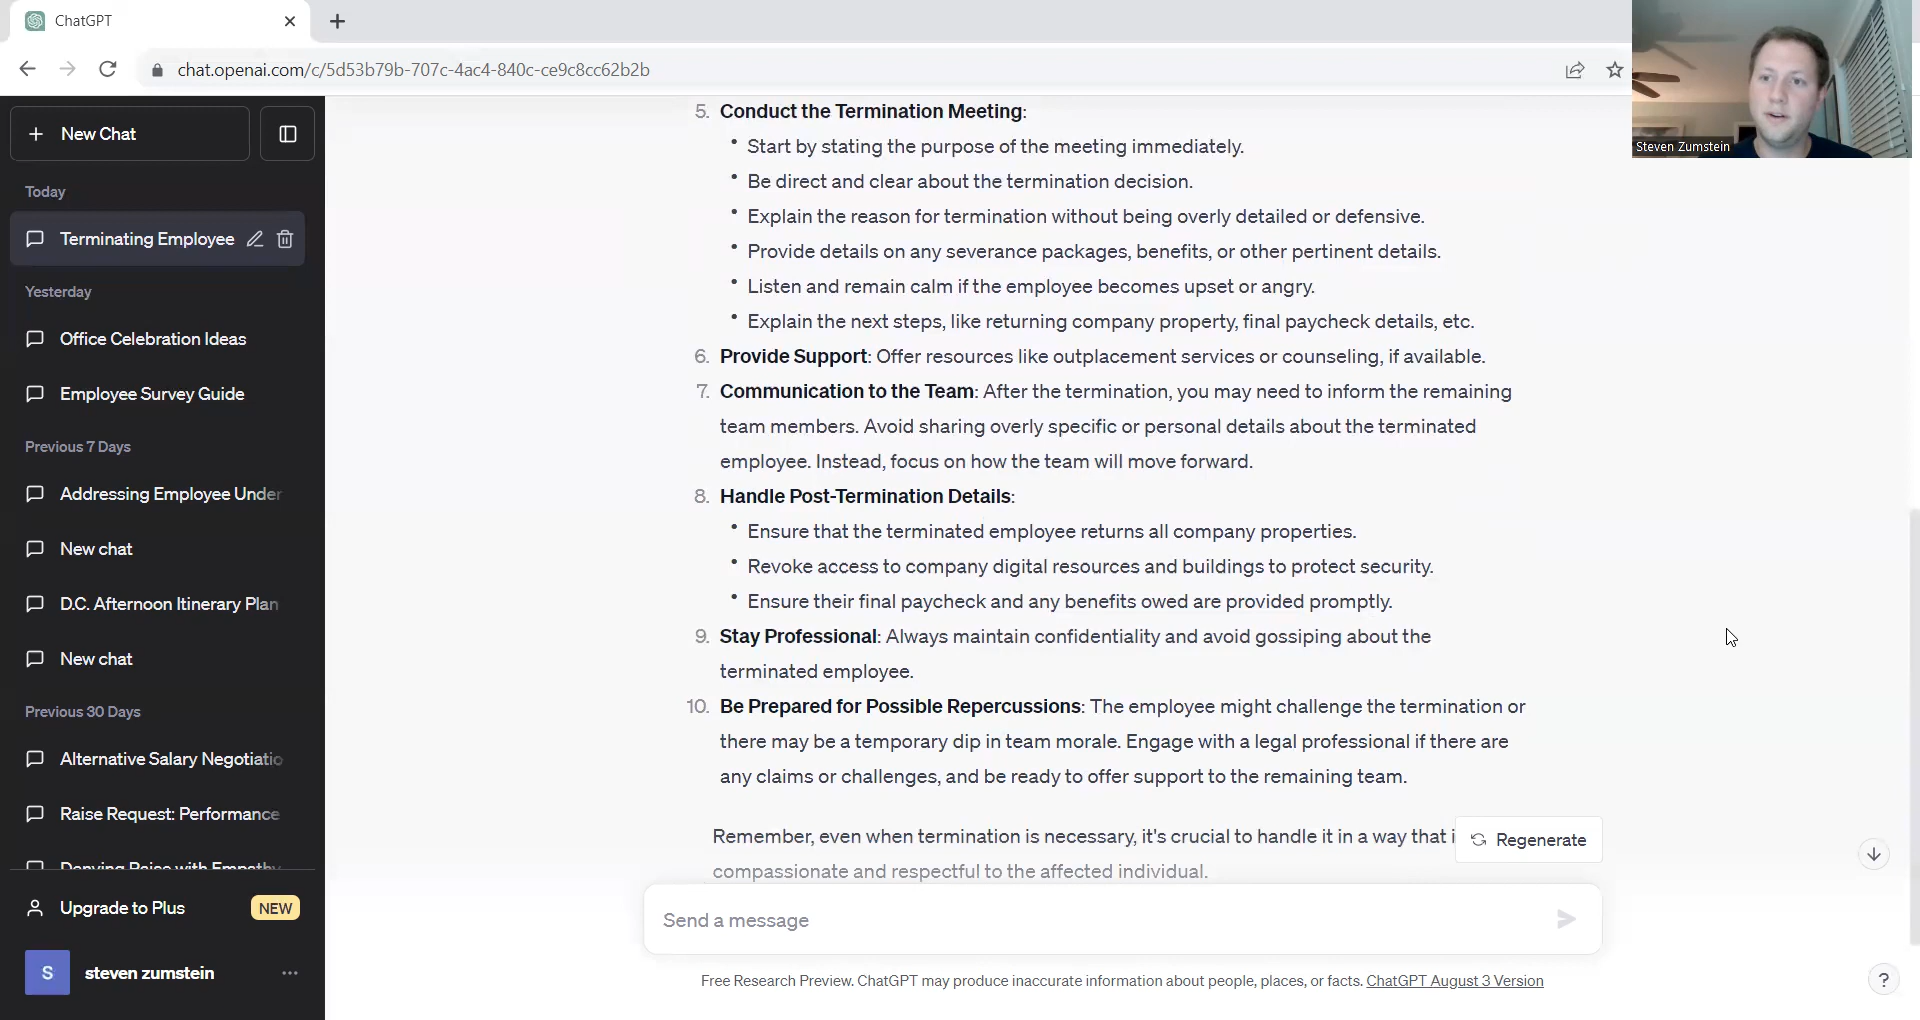 ChatGPT
chat.openai.com/c/5d53b79b-707c-4ac4-840c-ce9c8cc62b2b
Steven Zumstein
New Chat
Today
Terminating Employee
Yesterday
Office Celebration Ideas
Employee Survey Guide
Previous 7 Days
Addressing Employee Under
New chat
D.C. Afternoon Itinerary Plan
New chat
Previous 30 Days
Alternative Salary Negotiatio
Raise Request: Performance
Denying Raise with Empathy
Upgrade to Plus NEW
S steven zumstein
5. Conduct the Termination Meeting:
• Start by stating the purpose of the meeting immediately.
• Be direct and clear about the termination decision.
• Explain the reason for termination without being overly detailed or defensive.
• Provide details on any severance packages, benefits, or other pertinent details.
• Listen and remain calm if the employee becomes upset or angry.
• Explain the next steps, like returning company property, final paycheck details, etc.
6. Provide Support: Offer resources like outplacement services or counseling, if available.
7. Communication to the Team: After the termination, you may need to inform the remaining
team members. Avoid sharing overly specific or personal details about the terminated
employee. Instead, focus on how the team will move forward.
8. Handle Post-Termination Details:
• Ensure that the terminated employee returns all company properties.
• Revoke access to company digital resources and buildings to protect security.
• Ensure their final paycheck and any benefits owed are provided promptly.
9. Stay Professional: Always maintain confidentiality and avoid gossiping about the
terminated employee.
10. Be Prepared for Possible Repercussions: The employee might challenge the termination or
there may be a temporary dip in team morale. Engage with a legal professional if there are
any claims or challenges, and be ready to offer support to the remaining team.
Remember, even when termination is necessary, it's crucial to handle it in a way that i
compassionate and respectful to the affected individual.
Regenerate
Send a message
Free Research Preview. ChatGPT may produce inaccurate information about people, places, or facts. ChatGPT August 3 Version
?